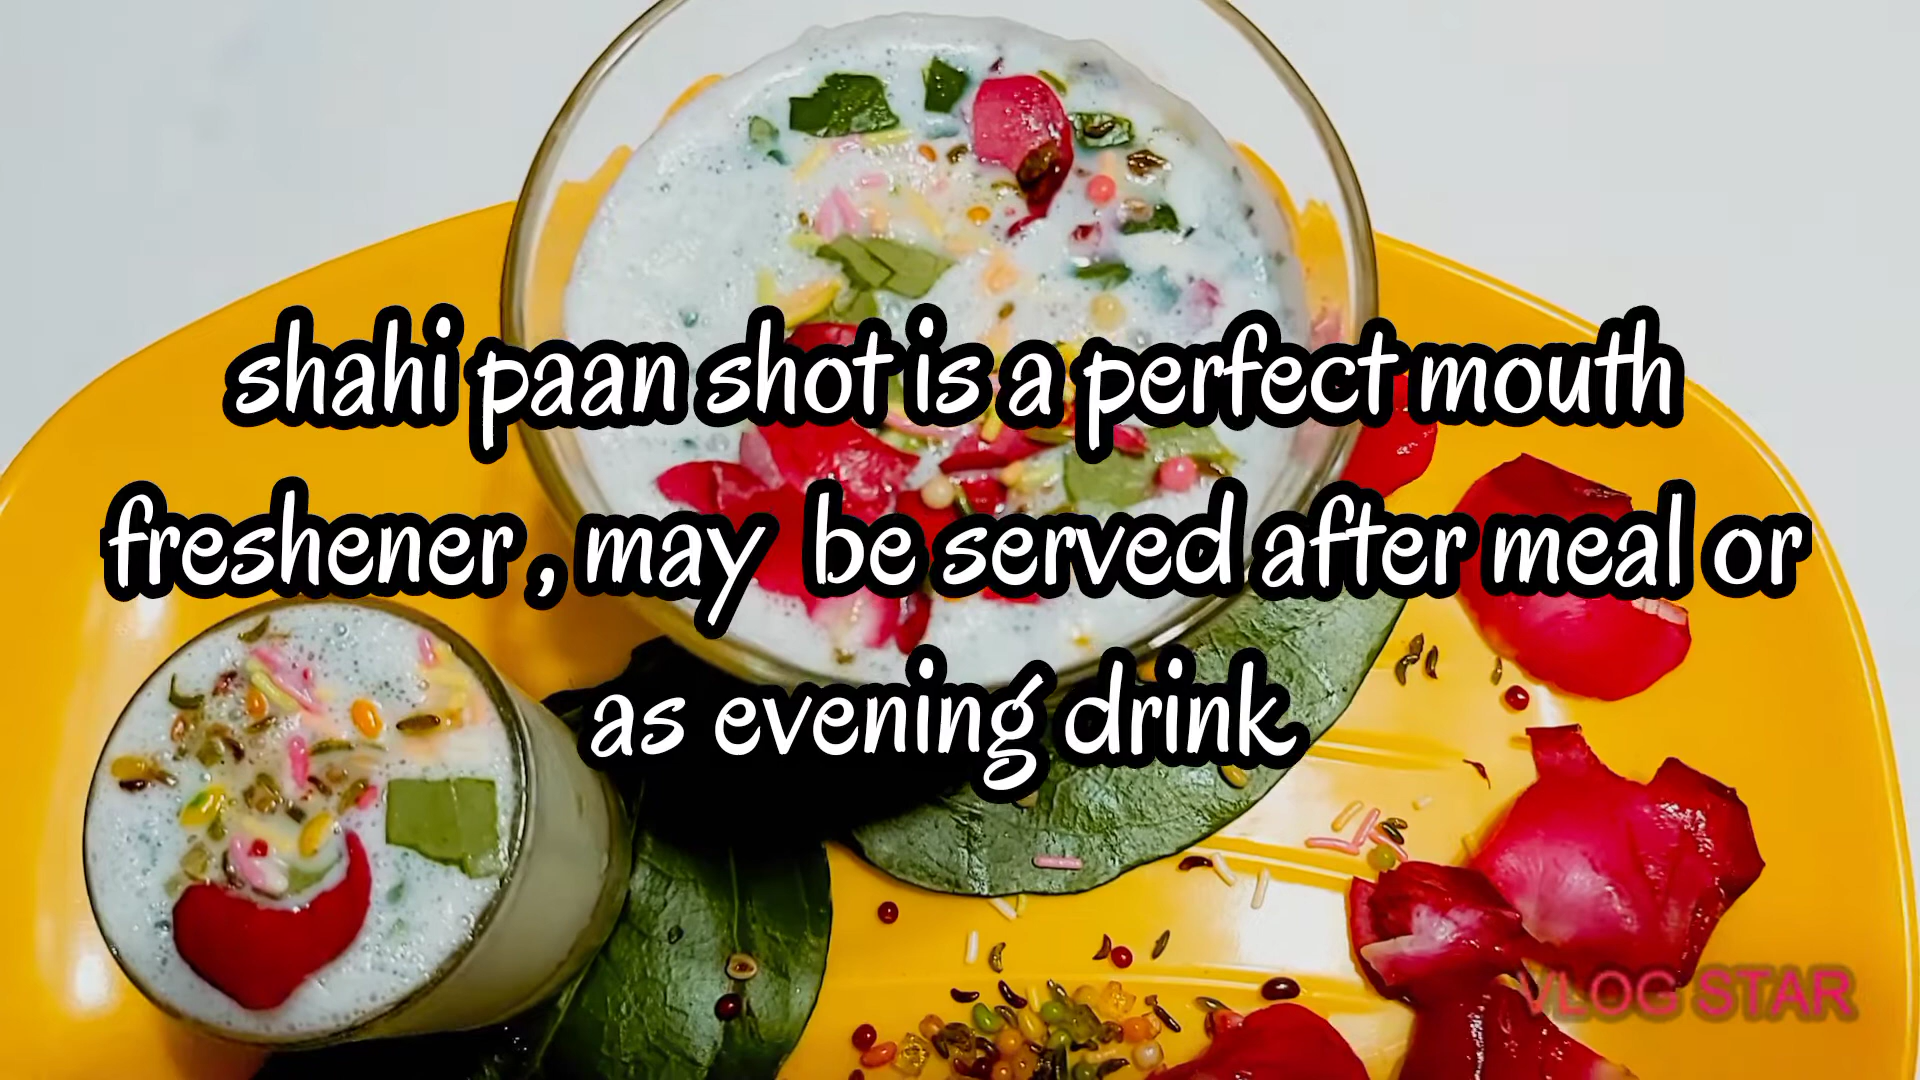 shahi paan shot is a perfect mouth
freshener , may be served after meal or
as evening drink
VLOG STAR